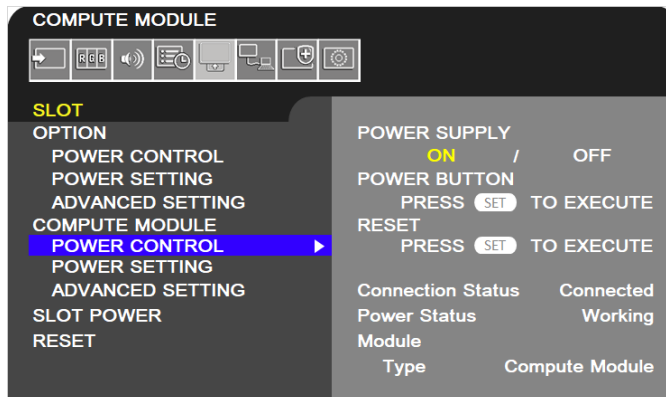 COMPUTE MODULE
RGB
SLOT
OPTION
POWER CONTROL
POWER SETTING
ADVANCED SETTING
COMPUTE MODULE
POWER CONTROL
POWER SETTING
ADVANCED SETTING
SLOT POWER
RESET
POWER SUPPLY
ON / OFF
POWER BUTTON
PRESS SET TO EXECUTE
RESET
PRESS SET TO EXECUTE
Connection Status Connected
Power Status Working
Module
Type Compute Module